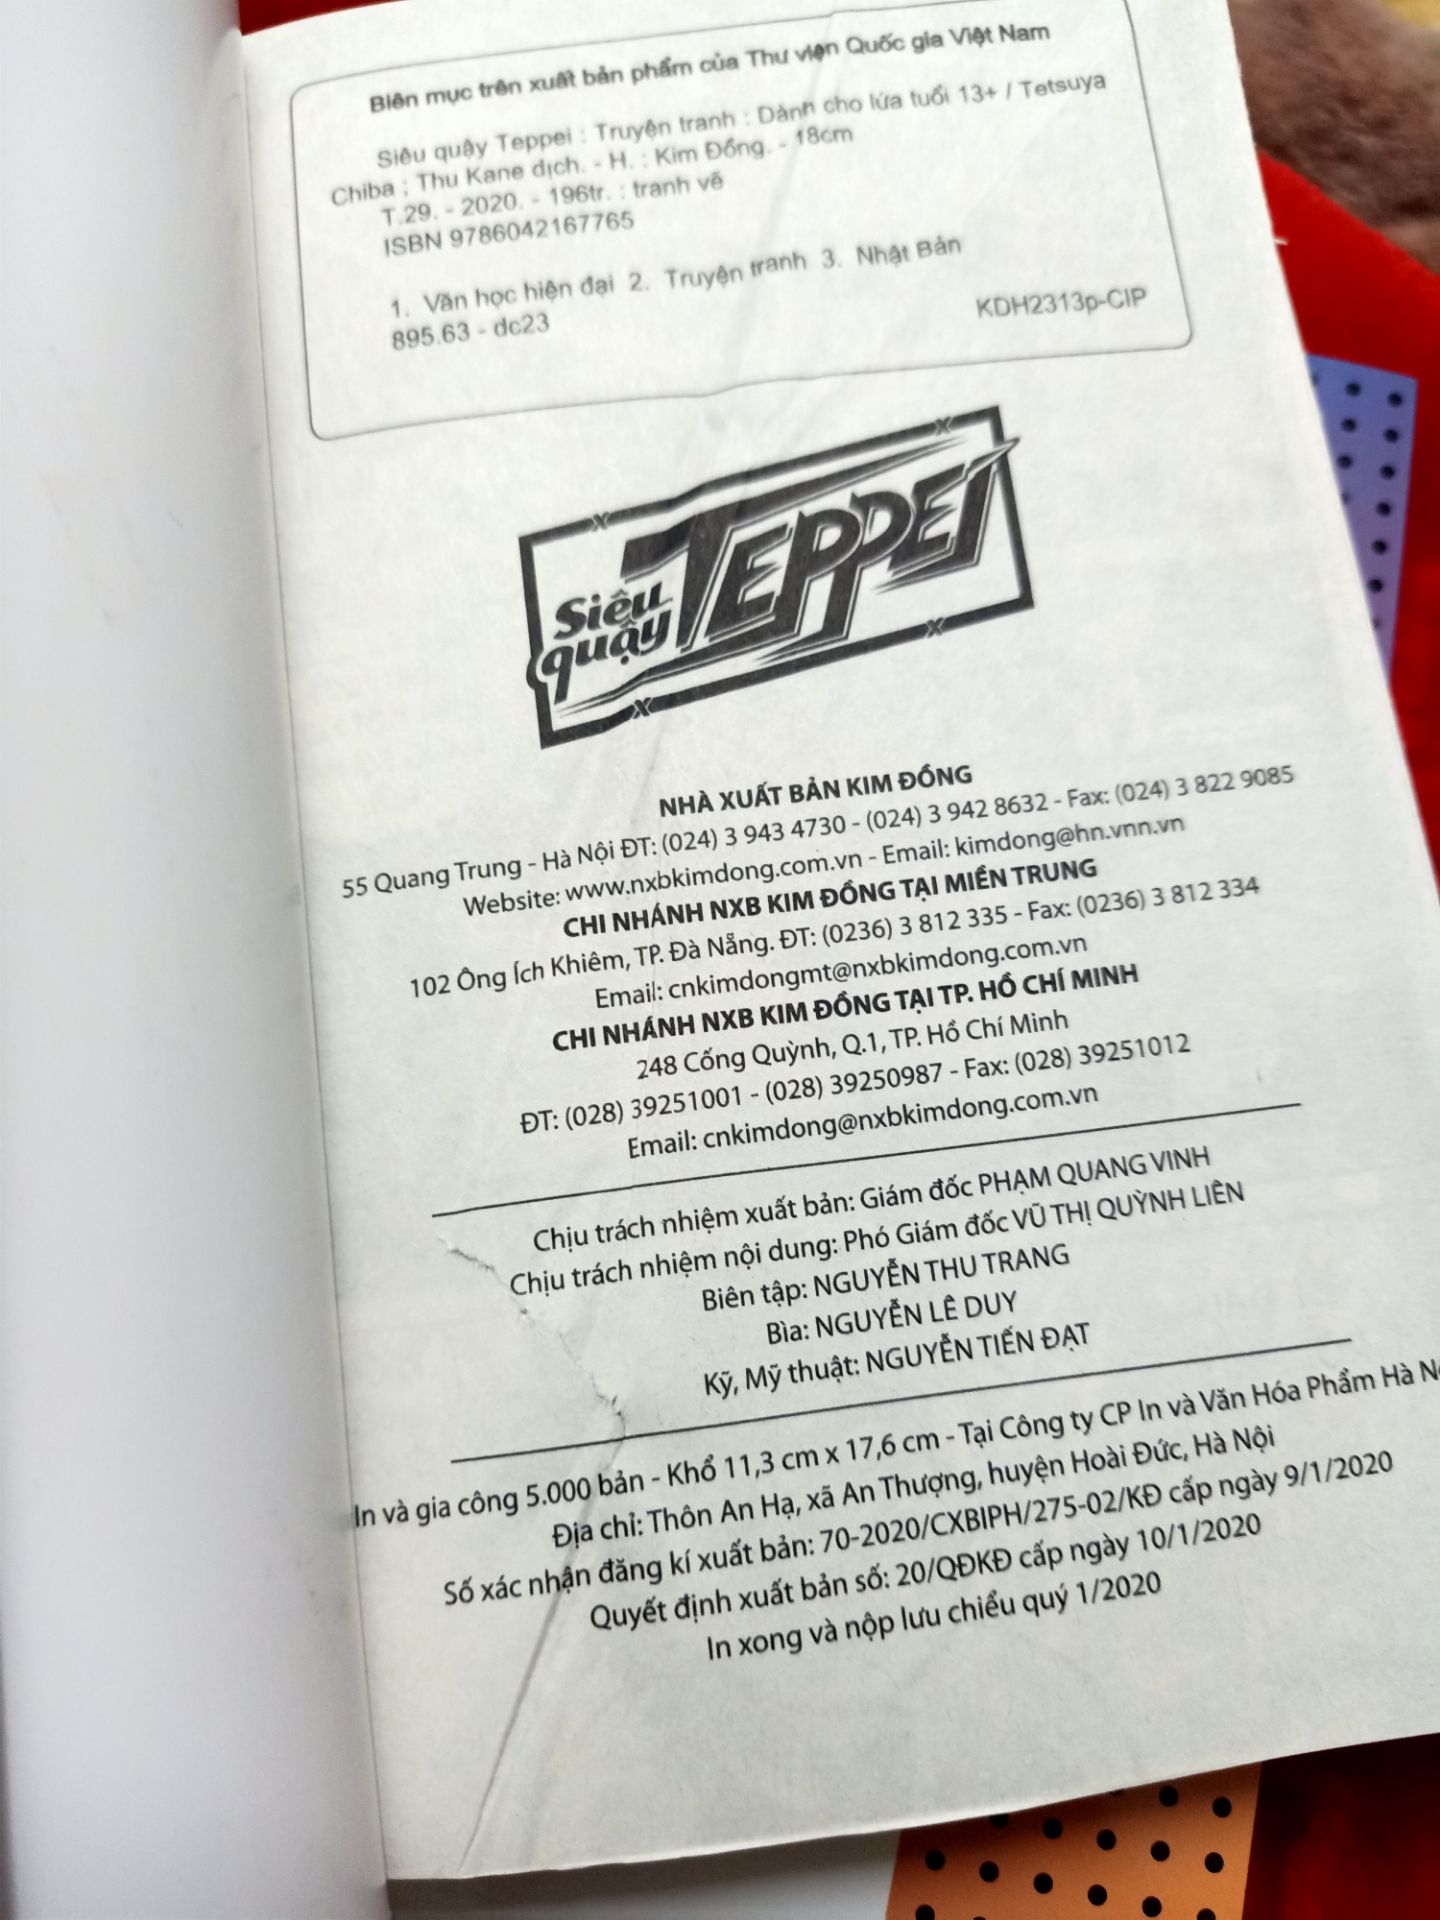 Biên mục trên xuất bản phẩm của Thư viện Quốc gia Việt Nam
Siêu quậy Teppei : Truyện tranh : Dành cho lứa tuổi 13+ / Tetsuya
Chiba ; Thu Kane dịch. - H. : Kim Đồng. - 18cm
T.29. - 2020. - 196tr. : tranh vẽ
ISBN 9786042167765
1. Văn học hiện đại 2. Truyện tranh 3. Nhật Bản
895.63 - dc23
KDH2313p-CIP
Siêu
quậy TEPPEI
NHÀ XUẤT BẢN KIM ĐỒNG
55 Quang Trung - Hà Nội ĐT: (024) 3 943 4730 - (024) 3 942 8632 - Fax: (024) 3 822 9085
Website: www.nxbkimdong.com.vn - Email: kimdong@hn.vnn.vn
CHI NHÁNH NXB KIM ĐỒNG TẠI MIỀN TRUNG
102 Ông Ích Khiêm, TP. Đà Nẵng. ĐT: (0236) 3 812 335 - Fax: (0236) 3 812 334
Email: cnkimdongmt@nxbkimdong.com.vn
CHI NHÁNH NXB KIM ĐỒNG TẠI TP. HỒ CHÍ MINH
248 Cống Quỳnh, Q.1, TP. Hồ Chí Minh
ĐT: (028) 39251001 - (028) 39250987 - Fax: (028) 39251012
Email: cnkimdong@nxbkimdong.com.vn
Chịu trách nhiệm xuất bản: Giám đốc PHẠM QUANG VINH
Chịu trách nhiệm nội dung: Phó Giám đốc VŨ THỊ QUỲNH LIÊN
Biên tập: NGUYỄN THU TRANG
Bìa: NGUYỄN LÊ DUY
Kỹ, Mỹ thuật: NGUYỄN TIẾN ĐẠT
In và gia công 5.000 bản - Khổ 11,3 cm x 17,6 cm - Tại Công ty CP In và Văn Hóa Phẩm Hà
Địa chỉ: Thôn An Hạ, xã An Thượng, huyện Hoài Đức, Hà Nội
Số xác nhận đăng kí xuất bản: 70-2020/CXBIPH/275-02/KĐ cấp ngày 9/1/2020
Quyết định xuất bản số: 20/QĐKĐ cấp ngày 10/1/2020
In xong và nộp lưu chiểu quý 1/2020